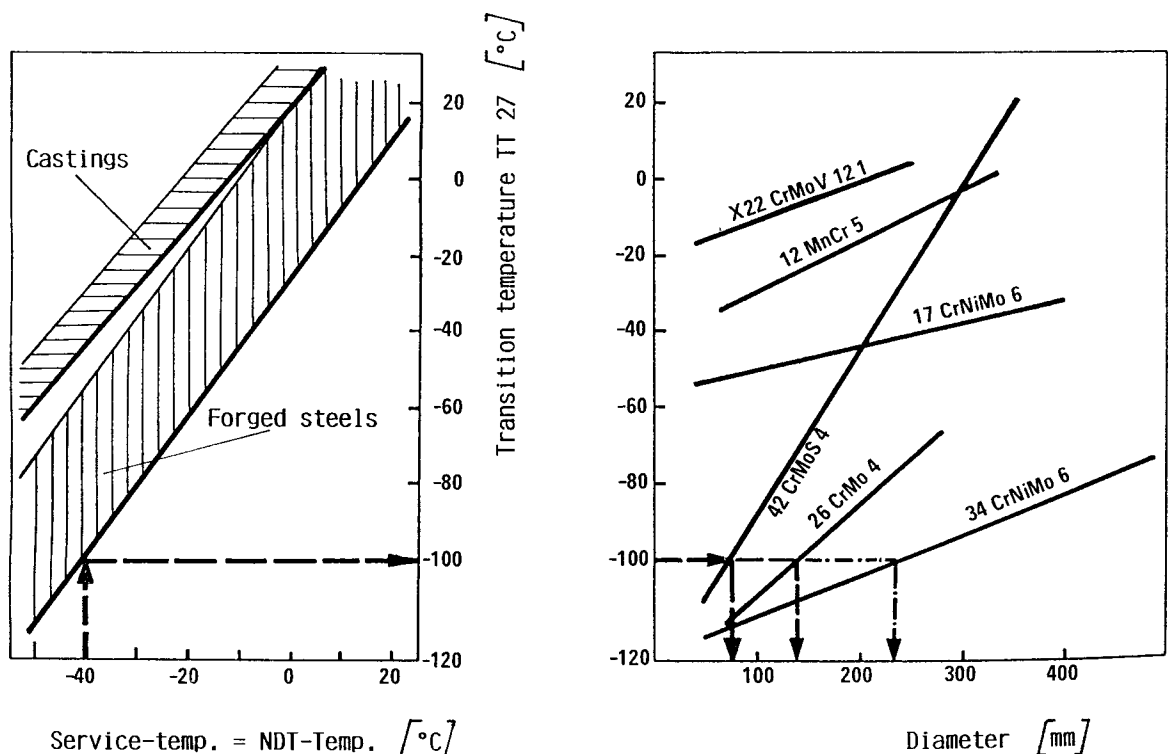 Castings
Forged steels
20
0
-20
-40
-60
-80
-100
-120
-40
-20
0
20
Service-temp. = NDT-Temp. [°C]
Transition temperature TT 27 [°C]
20
0
-20
-40
-60
-80
-100
-120
X22 CrMoV 12 1
12 MnCr 5
17 CrNiMo 6
42 CrMoS 4
26 CrMo 4
34 CrNiMo 6
100
200
300
400
Diameter [mm]